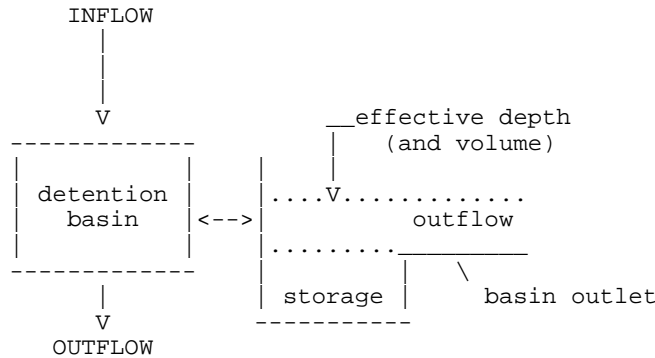 INFLOW
effective depth
(and volume)
detention
basin
outflow
storage
basin outlet
OUTFLOW